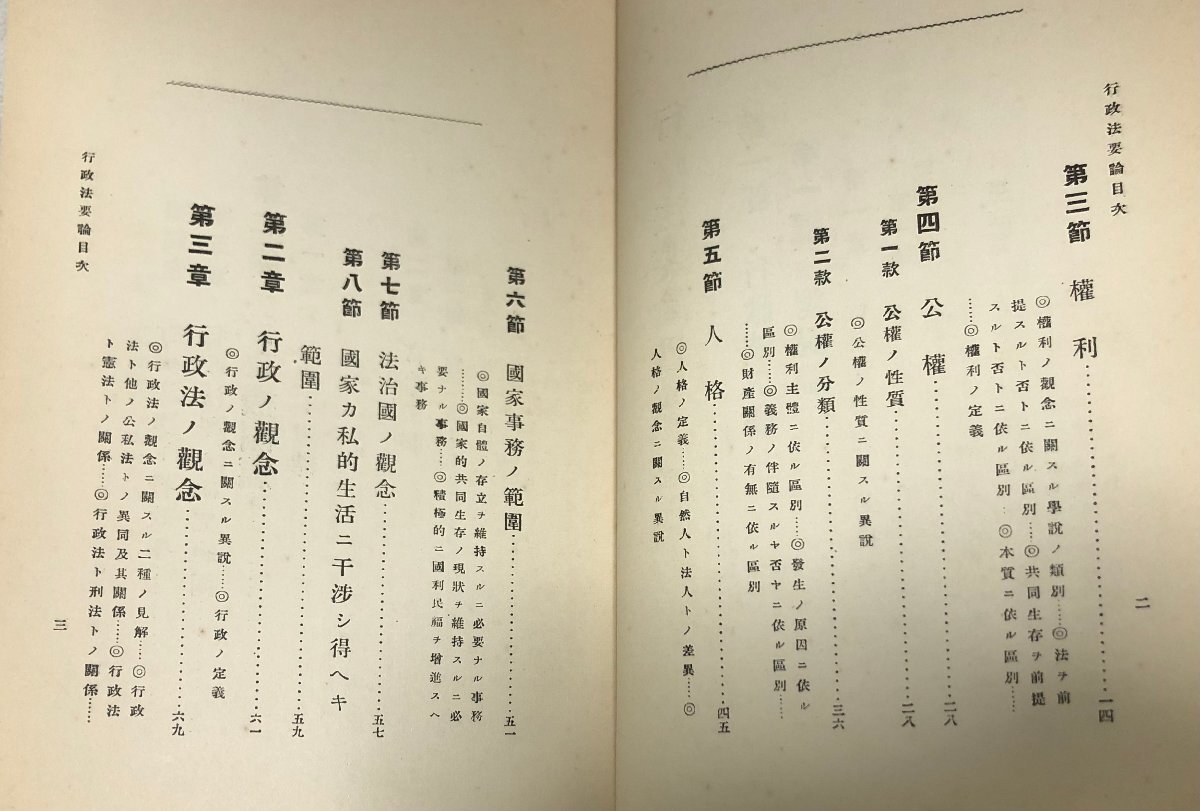 行政法要論目次
第三節 權利……一四
◎權利ノ觀念ニ關スル學說ノ類別……◎法ヲ前
提スルト否トニ依ル區別……◎共同生存ヲ前提
スルト否トニ依ル區別……◎本質ニ依ル區別……
……◎權利ノ定義
第四節 公權……二八
第一款 公權ノ性質……二八
◎公權ノ性質ニ關スル異說
第二款 公權ノ分類……三六
◎權利主體ニ依ル區別……◎發生ノ原因ニ依ル
區別……◎義務ノ伴隨スルヤ否ヤニ依ル區別……
……◎財產關係ノ有無ニ依ル區別
第五節 人格……四五
◎人格ノ定義……◎自然人ト法人トノ差異……◎
人格ノ觀念ニ關スル異說
二
第六節 國家事務ノ範圍……五一
◎國家自體ノ存立ヲ維持スルニ必要ナル事務
……◎國家的共同生存ノ現狀ヲ維持スルニ必
要ナル事務……◎積極的ニ國利民福ヲ增進スヘ
キ事務
第七節 法治國ノ觀念……五七
第八節 國家カ私的生活ニ干涉シ得ヘキ
範圍……五九
第二章 行政ノ觀念……六一
◎行政ノ觀念ニ關スル異說……◎行政ノ定義
第三章 行政法ノ觀念……六九
◎行政法ノ觀念ニ關スル二種ノ見解……◎行政
法ト他ノ公私法トノ異同及其關係……◎行政法
ト憲法トノ關係……◎行政法ト刑法トノ關係……
行政法要論目次
三